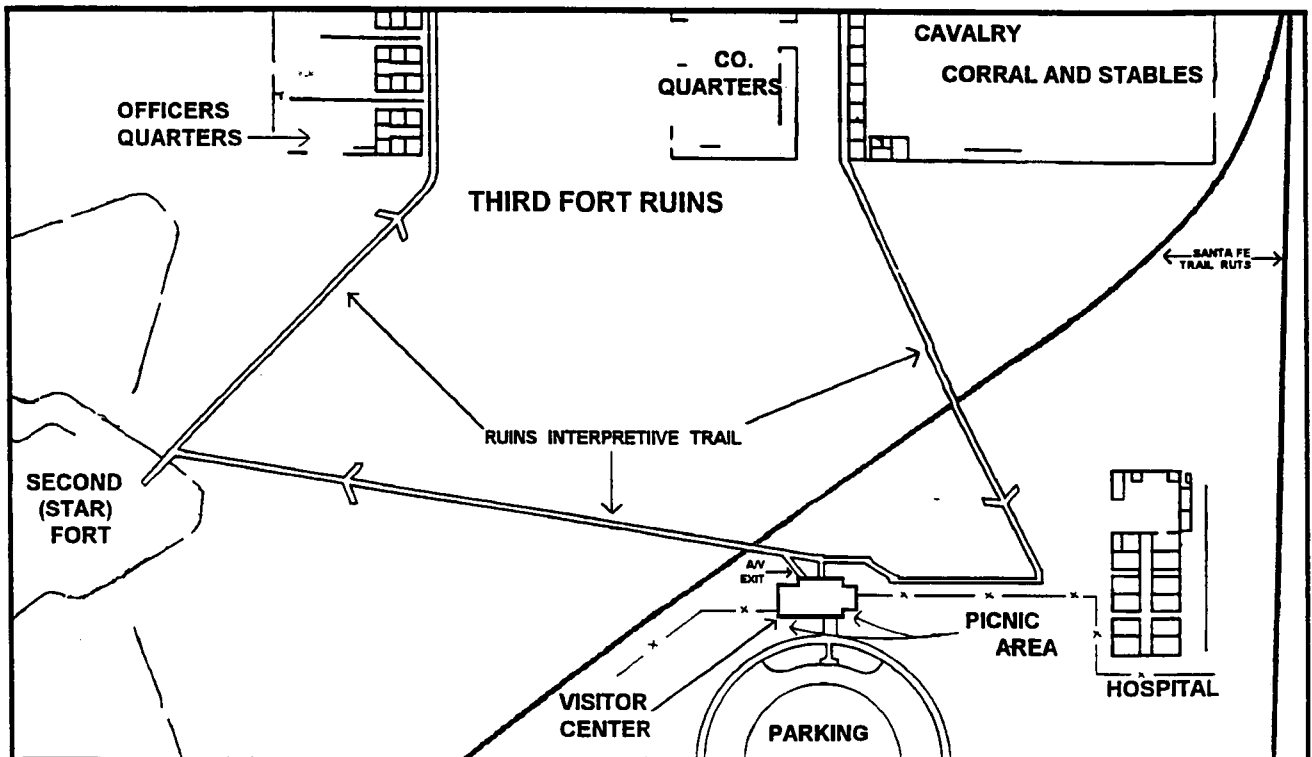 CAVALRY
CORRAL AND STABLES
CO.
QUARTERS
OFFICERS
QUARTERS
THIRD FORT RUINS
SANTA FE
TRAIL RUTS
RUINS INTERPRETIIVE TRAIL
SECOND
(STAR)
FORT
A/V
EXIT
PICNIC
AREA
HOSPITAL
VISITOR
CENTER
PARKING